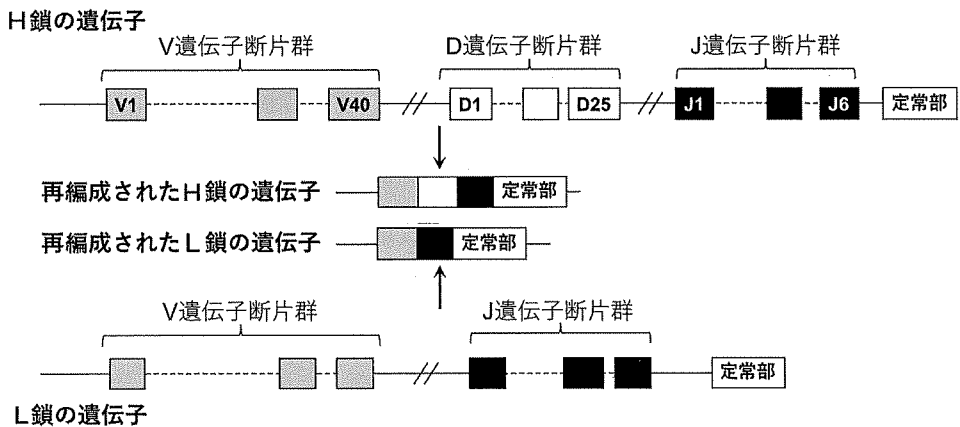 H鎖の遺伝子
V遺伝子断片群 D遺伝子断片群 J遺伝子断片群
V1 V40 D1 D25 J1 J6 定常部
再編成されたH鎖の遺伝子 定常部
再編成されたL鎖の遺伝子 定常部
V遺伝子断片群 J遺伝子断片群
定常部
L鎖の遺伝子